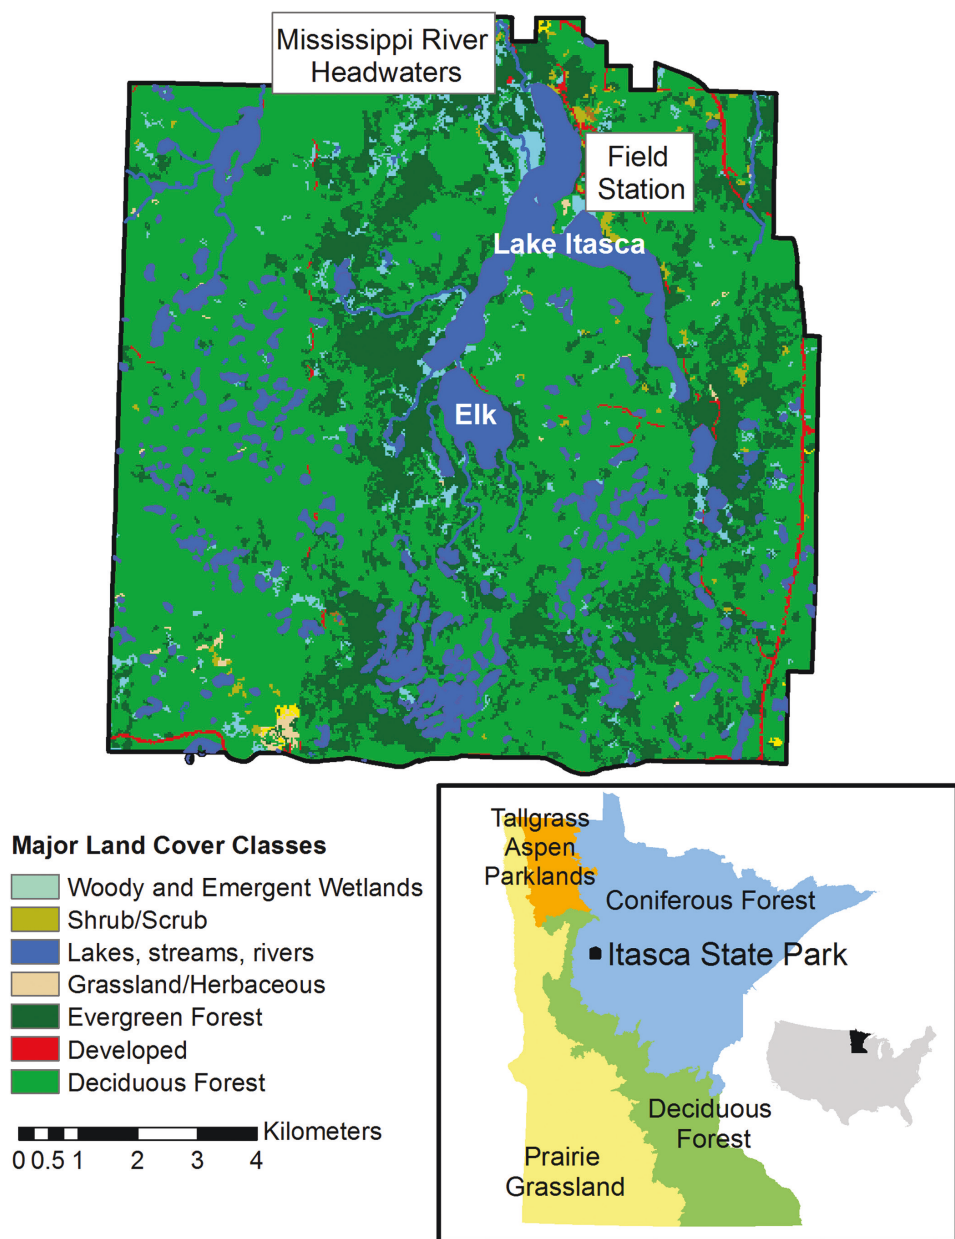 Mississippi River
Headwaters
Field
Station
Lake Itasca
Elk
Major Land Cover Classes
Woody and Emergent Wetlands
Shrub/Scrub
Lakes, streams, rivers
Grassland/Herbaceous
Evergreen Forest
Developed
Deciduous Forest
Kilometers
0 0.5 1 2 3 4
Tallgrass
Aspen
Parklands
Coniferous Forest
Itasca State Park
Deciduous
Forest
Prairie
Grassland